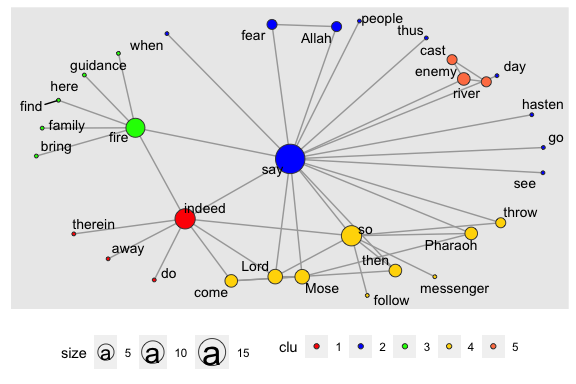 people
fear
Allah
thus
when
cast
guidance
enemy
day
here
river
find
hasten
family
fire
bring
go
say
see
indeed
throw
therein
so
Pharaoh
away
then
Lord
do
messenger
come
Mose
follow
size a 5 a 10 a 15 clu 1 2 3 4 5